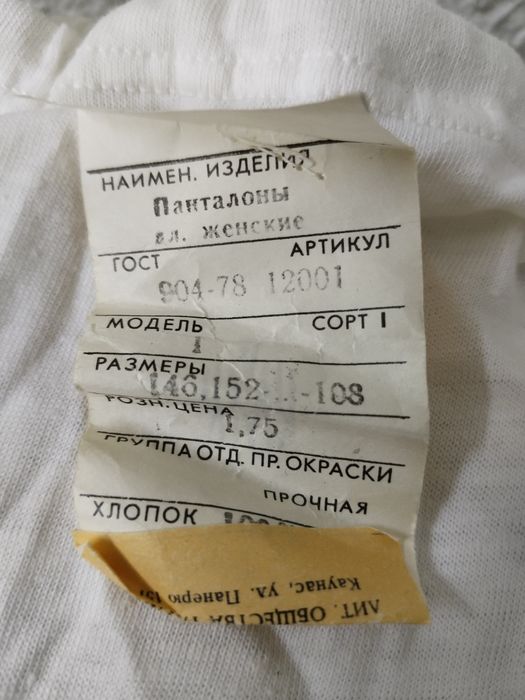 НАИМЕН. ИЗДЕЛИЯ
Панталоны
вл. женские
ГОСТ АРТИКУЛ
904-78 12001
МОДЕЛЬ СОРТ I
1
РАЗМЕРЫ
146,152- -108
РОЗН. ЦЕНА
1,75
ГРУППА ОТД. ПР. ОКРАСКИ
ПРОЧНАЯ
ХЛОПОК
Каунас, ул. Панерю
ЛИТ. ОБЩЕСТВА